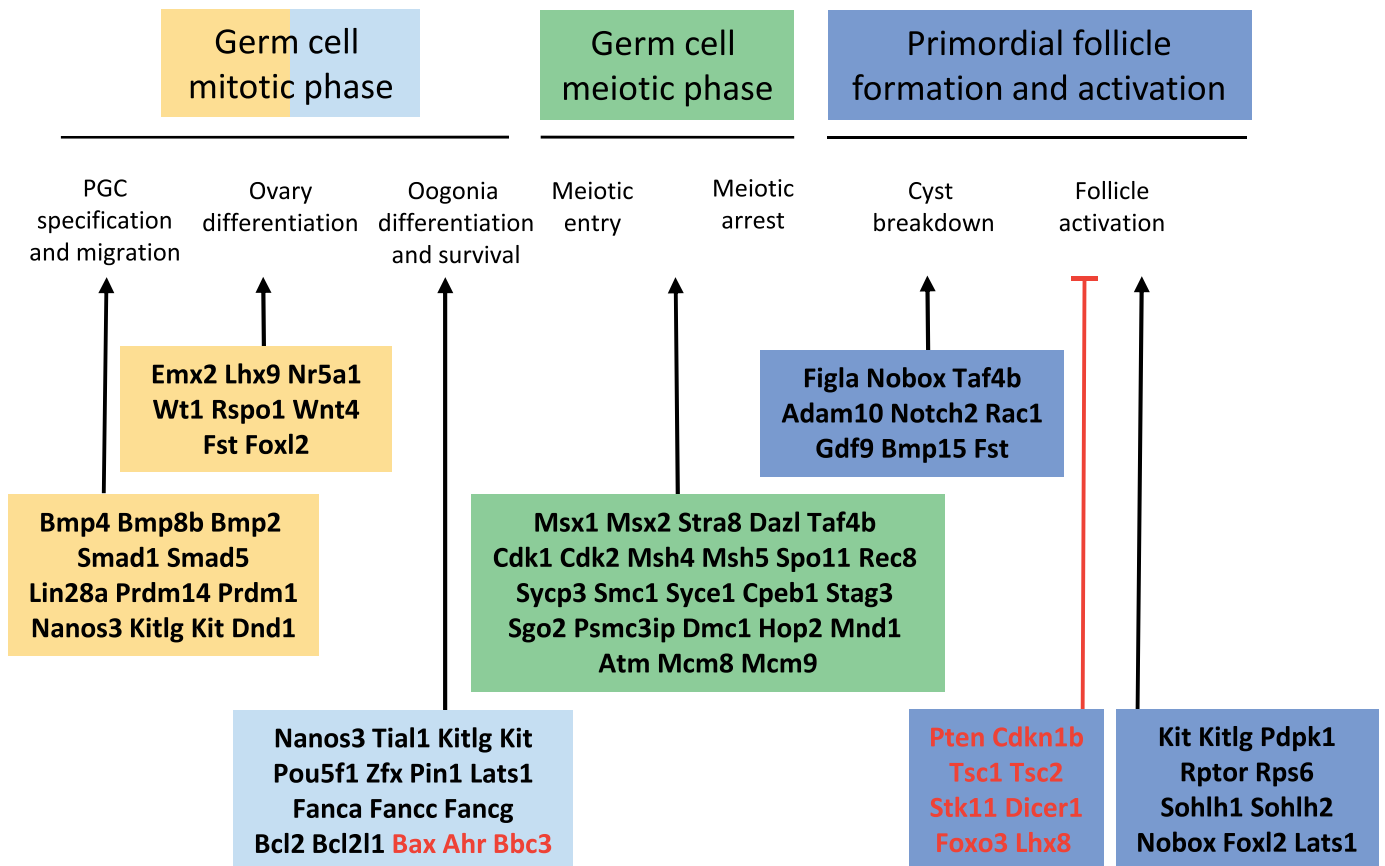 Germ cell
mitotic phase
Germ cell
meiotic phase
Primordial follicle
formation and activation
PGC
specification
and migration
Ovary
differentiation
Oogonia
differentiation
and survival
Meiotic
entry
Meiotic
arrest
Cyst
breakdown
Follicle
activation
Emx2 Lhx9 Nr5a1
Wt1 Rspo1 Wnt4
Fst Foxl2
Figla Nobox Taf4b
Adam10 Notch2 Rac1
Gdf9 Bmp15 Fst
Bmp4 Bmp8b Bmp2
Smad1 Smad5
Lin28a Prdm14 Prdm1
Nanos3 Kitlg Kit Dnd1
Msx1 Msx2 Stra8 Dazl Taf4b
Cdk1 Cdk2 Msh4 Msh5 Spo11 Rec8
Sycp3 Smc1 Syce1 Cpeb1 Stag3
Sgo2 Psmc3ip Dmc1 Hop2 Mnd1
Atm Mcm8 Mcm9
Nanos3 Tial1 Kitlg Kit
Pou5f1 Zfx Pin1 Lats1
Fanca Fancc Fancg
Bcl2 Bcl2l1 Bax Ahr Bbc3
Pten Cdkn1b
Tsc1 Tsc2
Stk11 Dicer1
Foxo3 Lhx8
Kit Kitlg Pdpk1
Rptor Rps6
Sohlh1 Sohlh2
Nobox Foxl2 Lats1